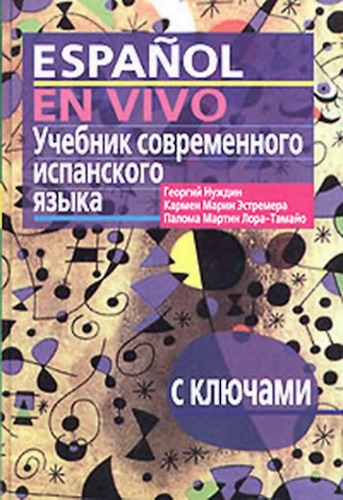 ESPAÑOL
EN VIVO
Учебник современного
испанского
языка
Георгий Нуждин
Кармен Марин Эстремера
Палома Мартин Лора-Тамайо
с ключами